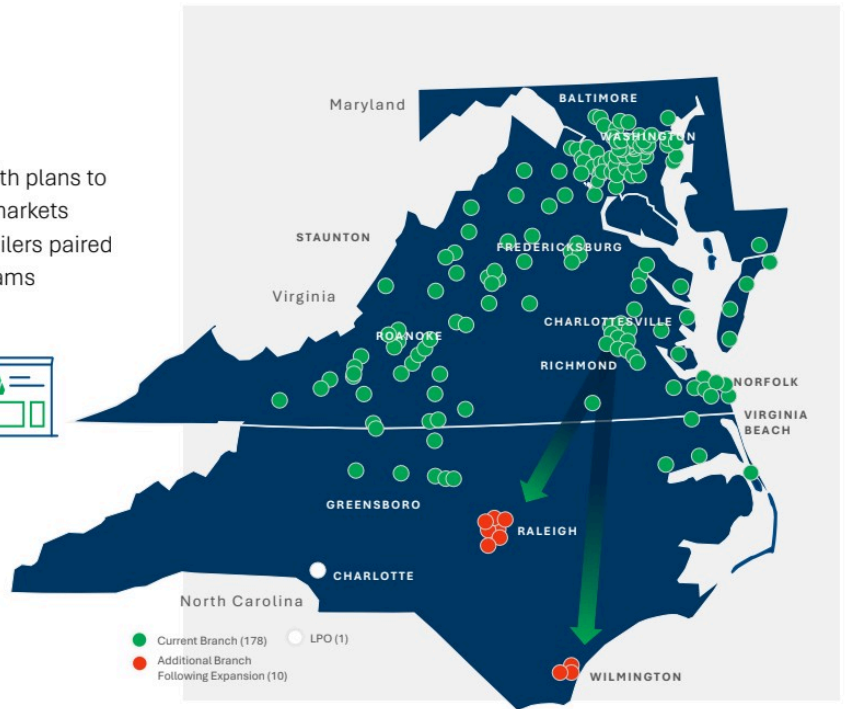 Maryland
BALTIMORE
WASHINGTON
th plans to
narkets
ilers paired
ams
STAUNTON
FREDERICKSBURG
Virginia
CHARLOTTESVILLE
ROANOKE
RICHMOND
NORFOLK
VIRGINIA
BEACH
GREENSBORO
RALEIGH
CHARLOTTE
North Carolina
Current Branch (178)
LPO (1)
Additional Branch
Following Expansion (10)
WILMINGTON